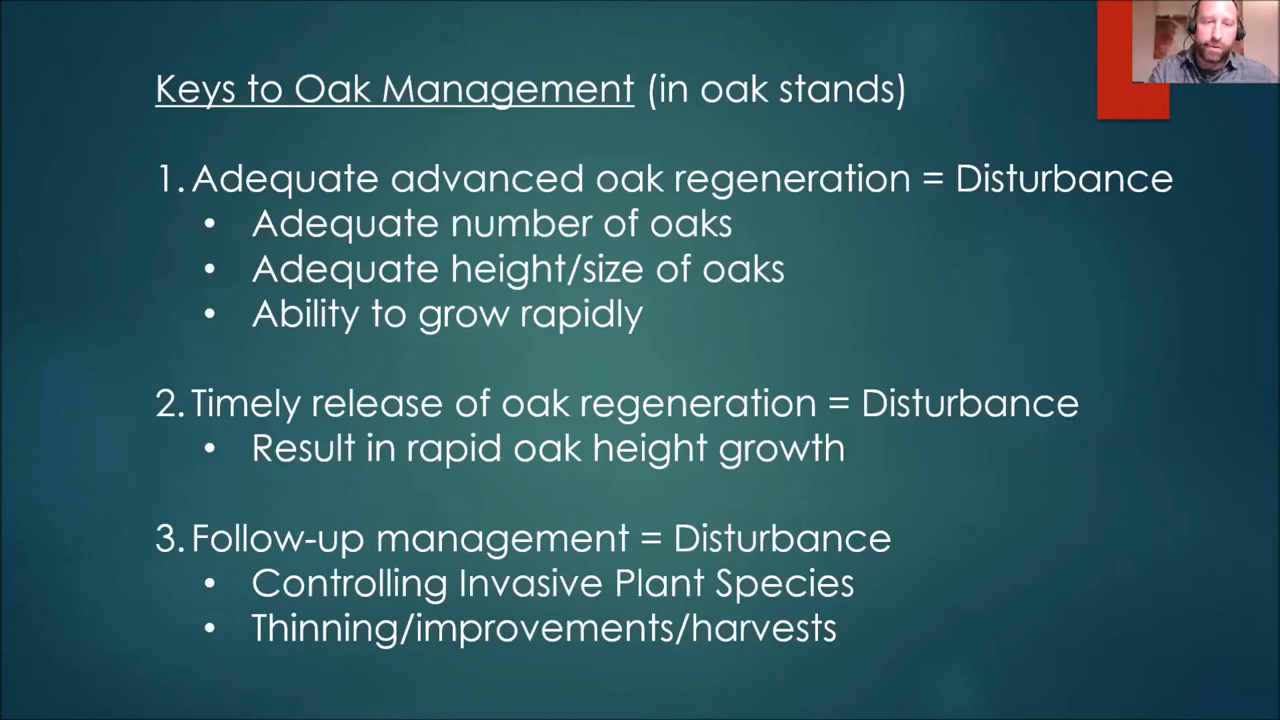 Keys to Oak Management (in oak stands)
1. Adequate advanced oak regeneration = Disturbance
• Adequate number of oaks
• Adequate height/size of oaks
• Ability to grow rapidly
2. Timely release of oak regeneration = Disturbance
• Result in rapid oak height growth
3. Follow-up management = Disturbance
• Controlling Invasive Plant Species
• Thinning/improvements/harvests